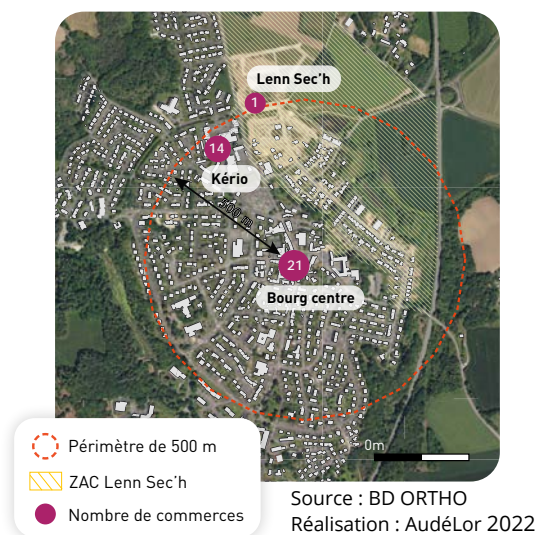 Lenn Sec'h
1
14
Kério
500 m
21
Bourg centre
0m
Périmètre de 500 m
ZAC Lenn Sec'h
Nombre de commerces
Source : BD ORTHO
Réalisation : AudéLor 2022